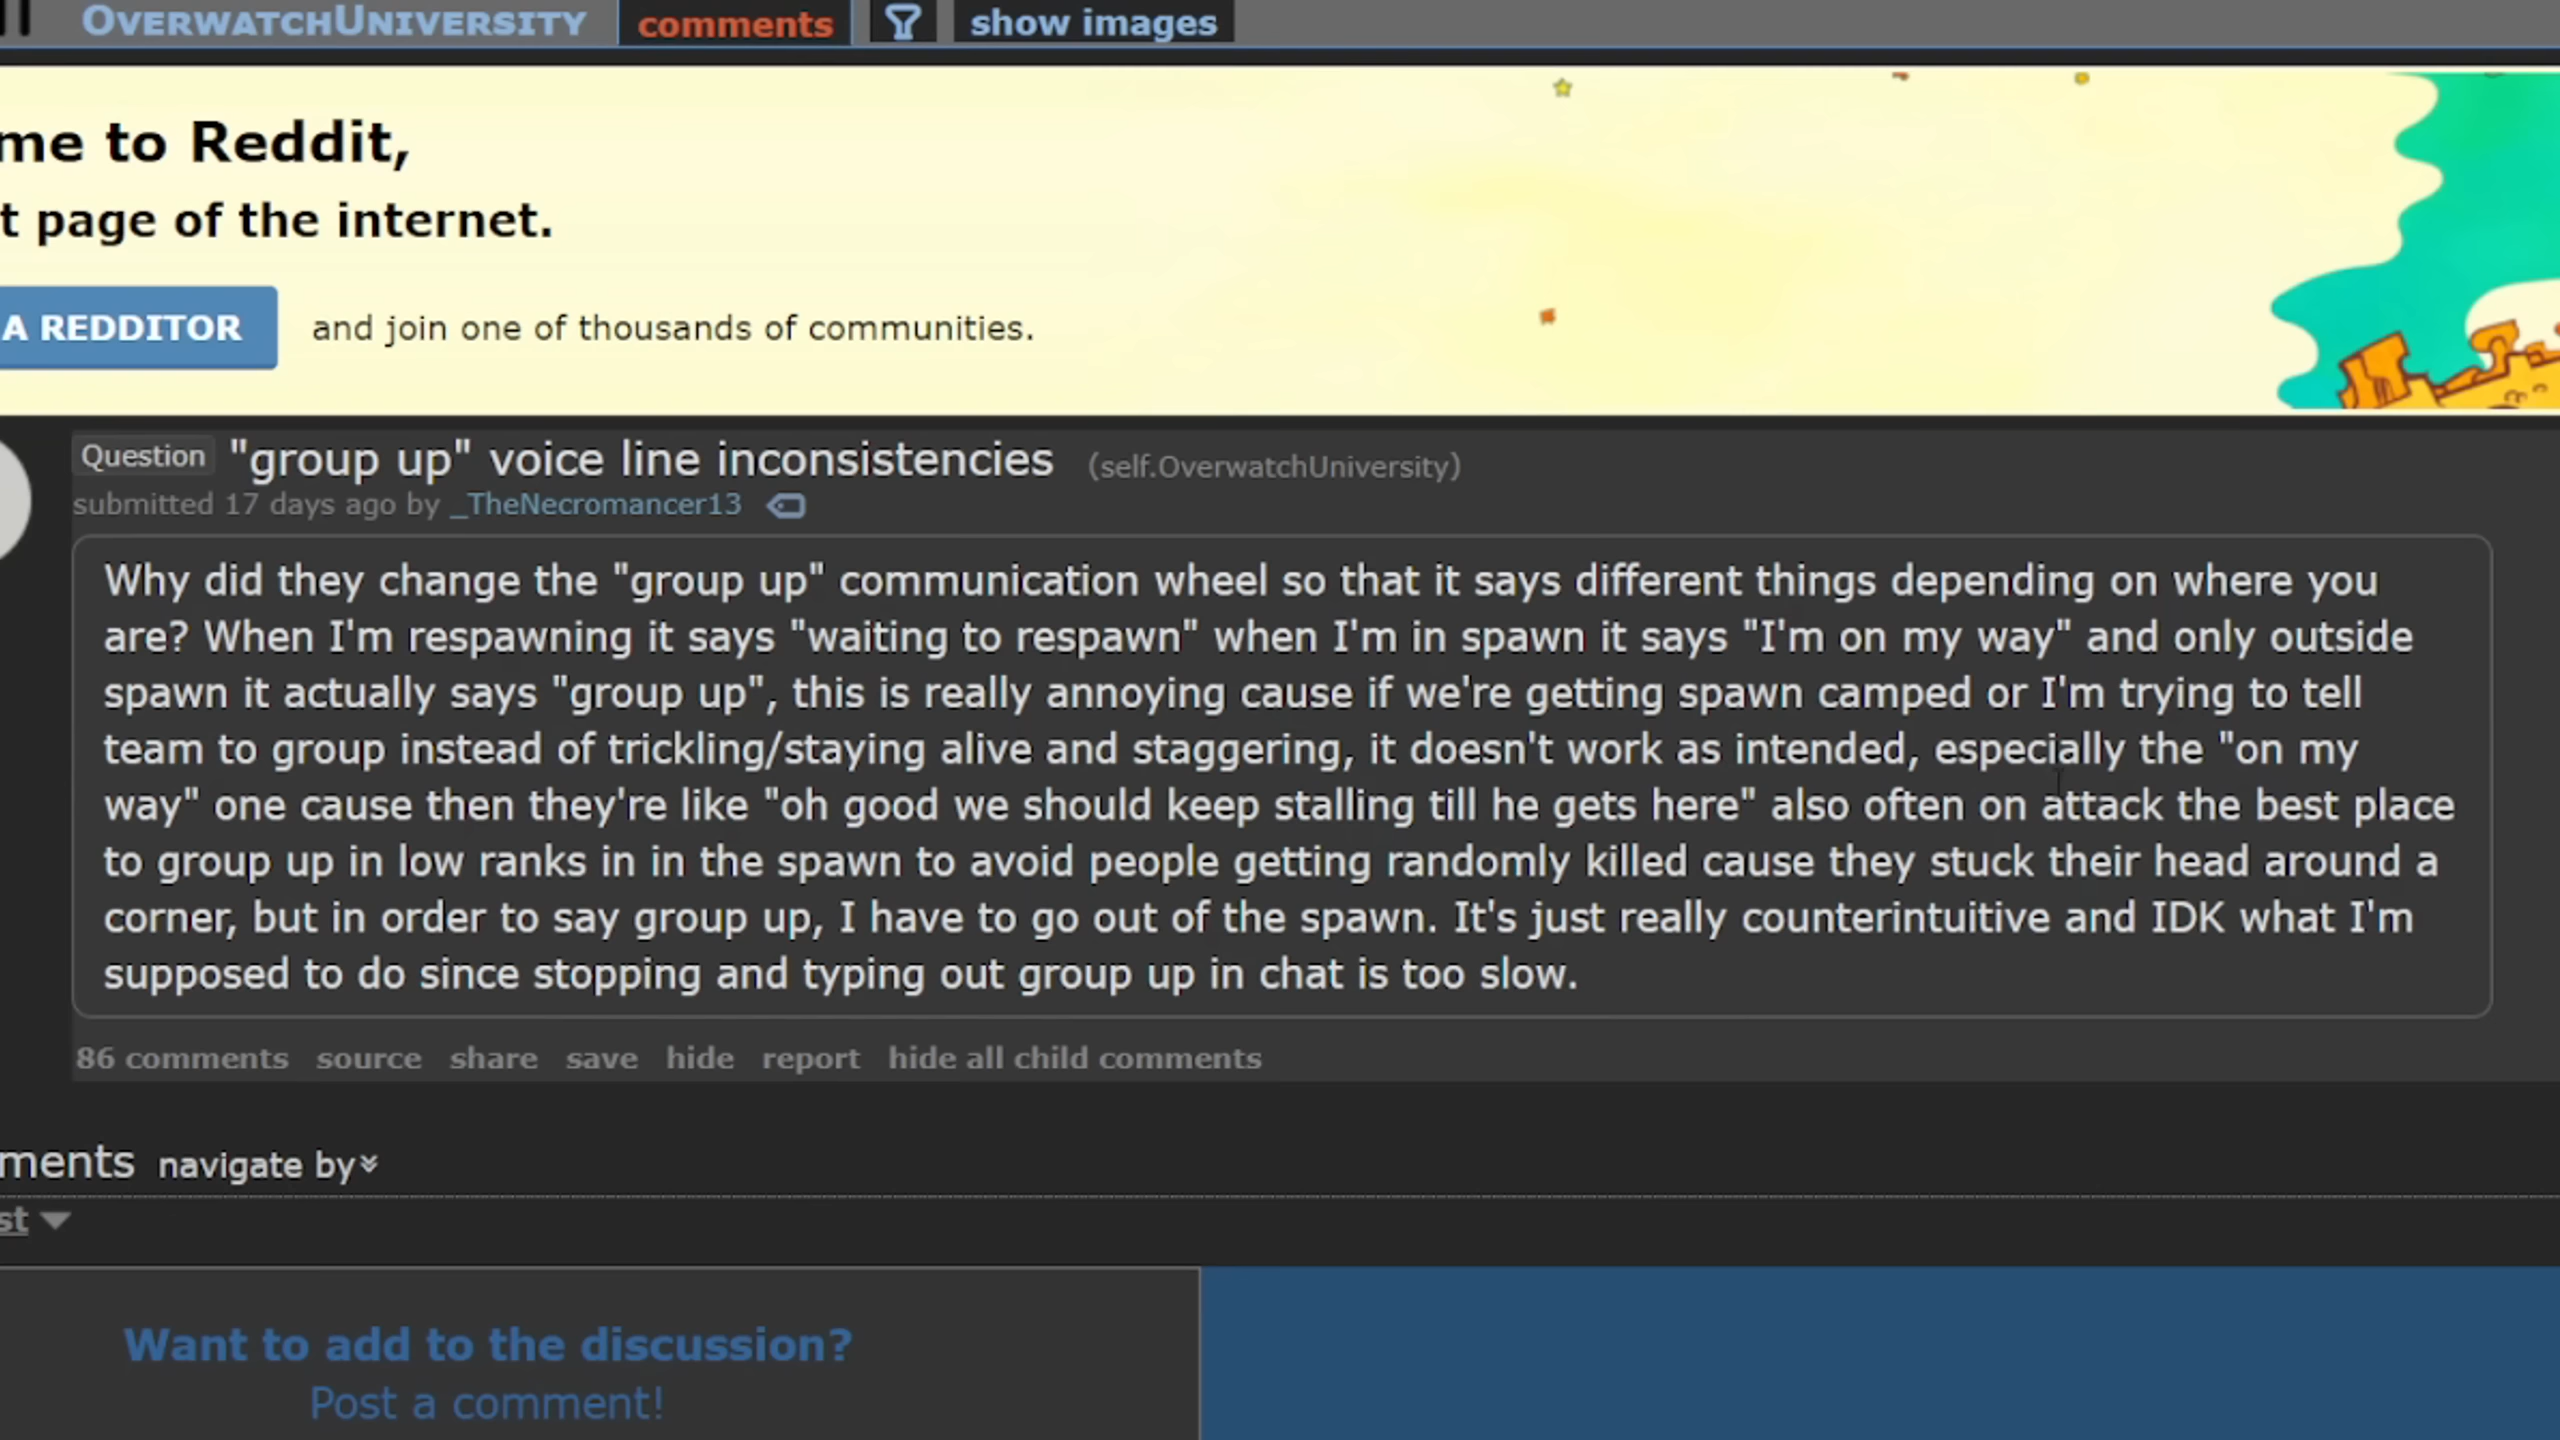 OVERWATCHUNIVERSITY comments show images
me to Reddit,
t page of the internet.
A REDDITOR and join one of thousands of communities.
Question "group up" voice line inconsistencies (self.OverwatchUniversity)
submitted 17 days ago by _TheNecromancer13
Why did they change the "group up" communication wheel so that it says different things depending on where you
are? When I'm respawning it says "waiting to respawn" when I'm in spawn it says "I'm on my way" and only outside
spawn it actually says "group up", this is really annoying cause if we're getting spawn camped or I'm trying to tell
team to group instead of trickling/staying alive and staggering, it doesn't work as intended, especially the "on my
way" one cause then they're like "oh good we should keep stalling till he gets here" also often on attack the best place
to group up in low ranks in in the spawn to avoid people getting randomly killed cause they stuck their head around a
corner, but in order to say group up, I have to go out of the spawn. It's just really counterintuitive and IDK what I'm
supposed to do since stopping and typing out group up in chat is too slow.
86 comments source share save hide report hide all child comments
ments navigate by
st
Want to add to the discussion?
Post a comment!